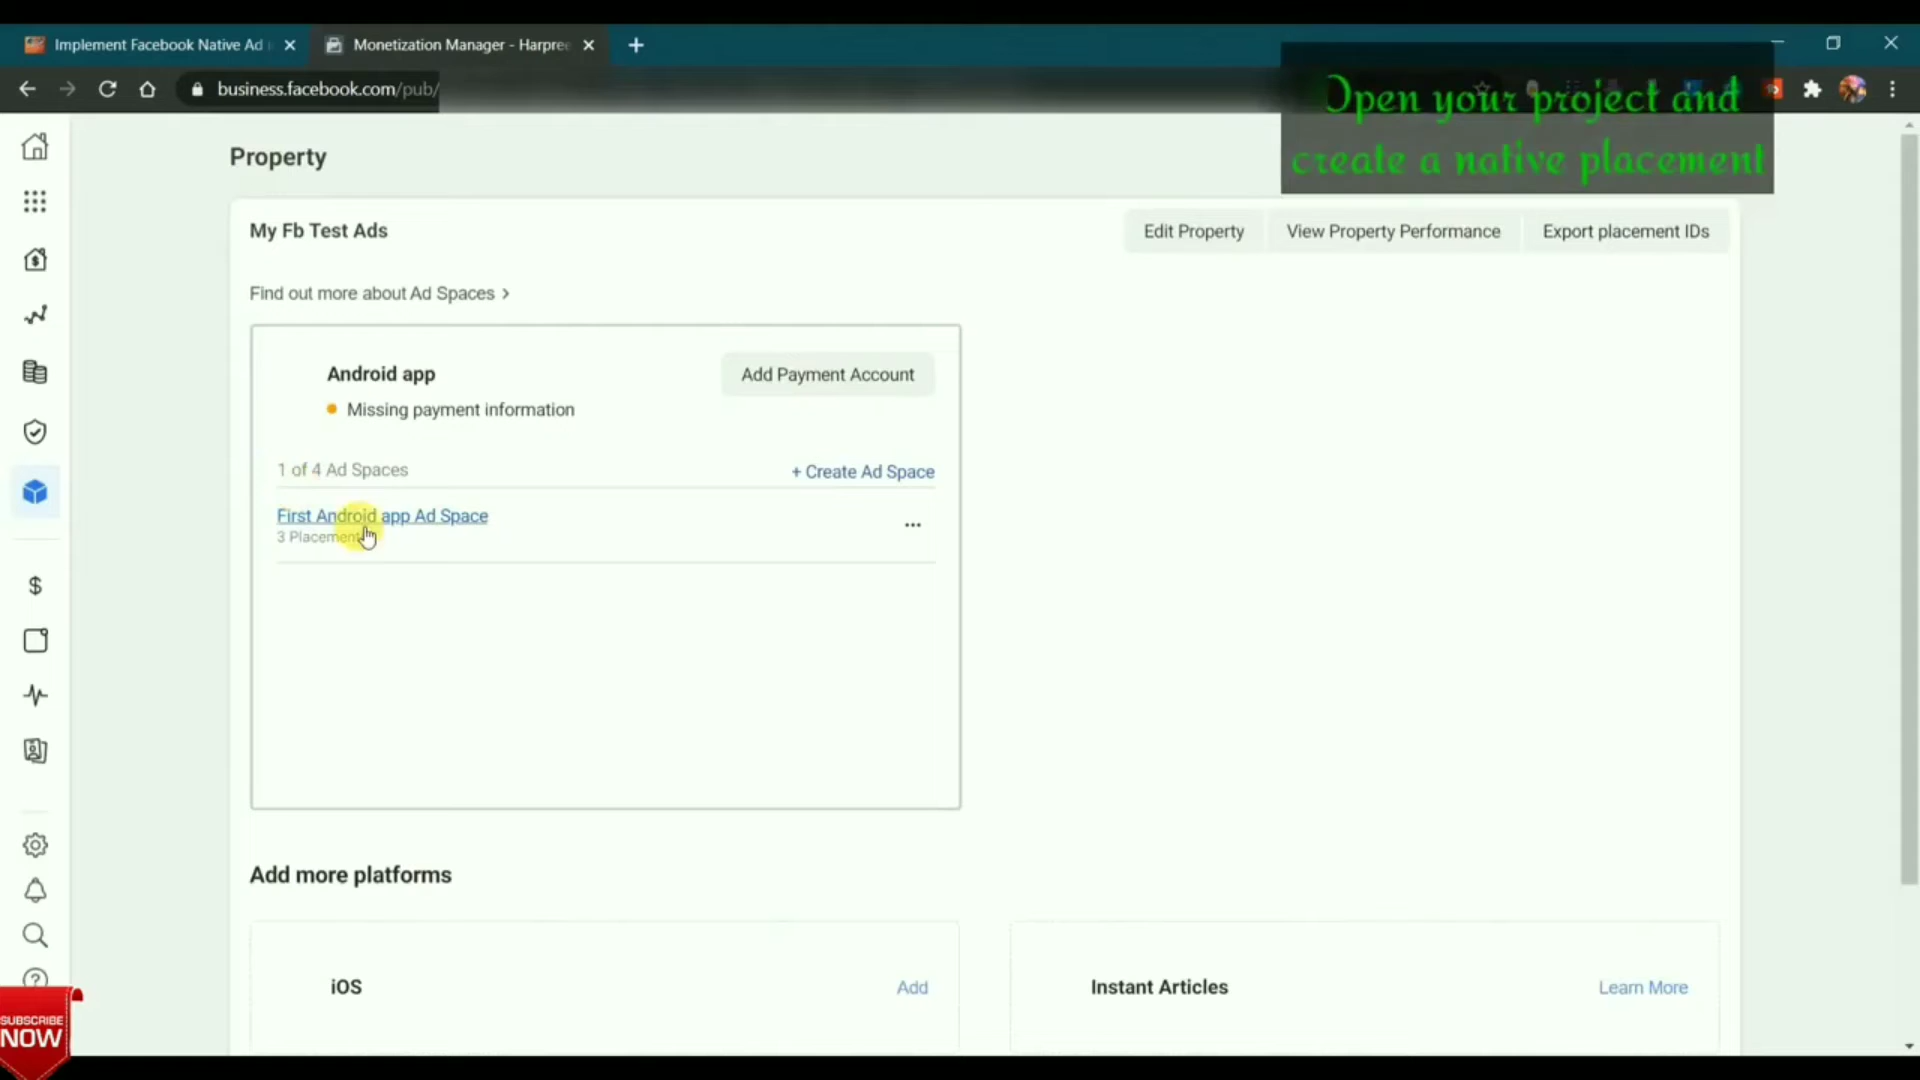 Implement Facebook Native Ad
Monetization Manager - Harpree
business.facebook.com/pub/
Open your project and
create a native placement
Property
My Fb Test Ads
Edit Property
View Property Performance
Export placement IDs
Find out more about Ad Spaces >
Android app
Add Payment Account
Missing payment information
1 of 4 Ad Spaces
+ Create Ad Space
First Android app Ad Space
3 Placement
Add more platforms
iOS
Add
Instant Articles
Learn More
SUBSCRIBE
NOW